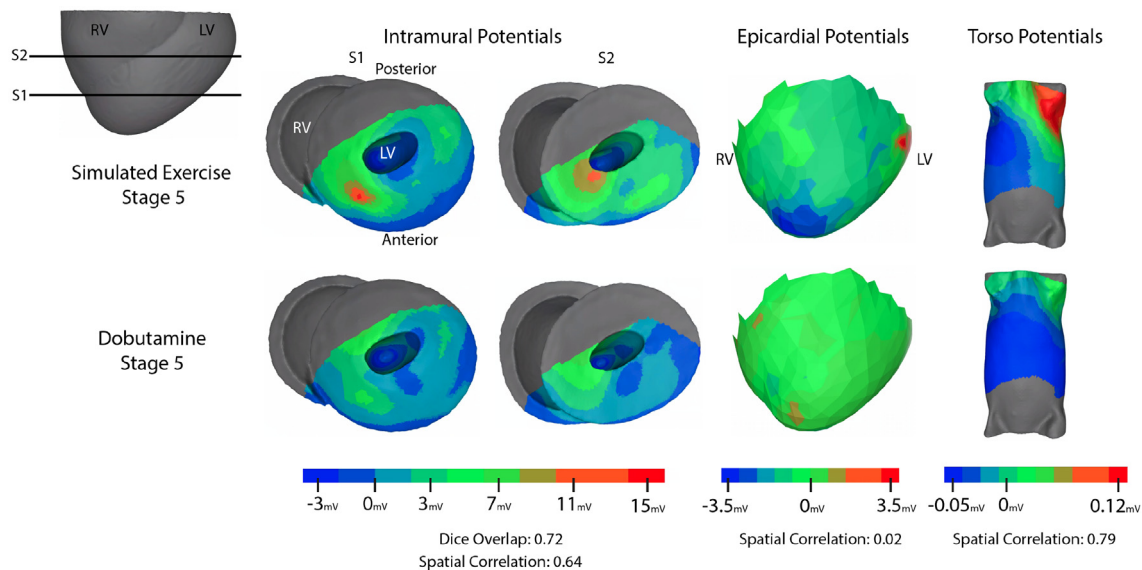 RV LV
S2
S1
Intramural Potentials
Epicardial Potentials
Torso Potentials
S1
Posterior
S2
RV
LV
Anterior
RV
LV
Simulated Exercise
Stage 5
Dobutamine
Stage 5
-3mV 0mV 3mV 7mV 11mV 15mV
-3.5mV 0mV 3.5mV
-0.05mV 0mV 0.12mV
Dice Overlap: 0.72
Spatial Correlation: 0.64
Spatial Correlation: 0.02
Spatial Correlation: 0.79